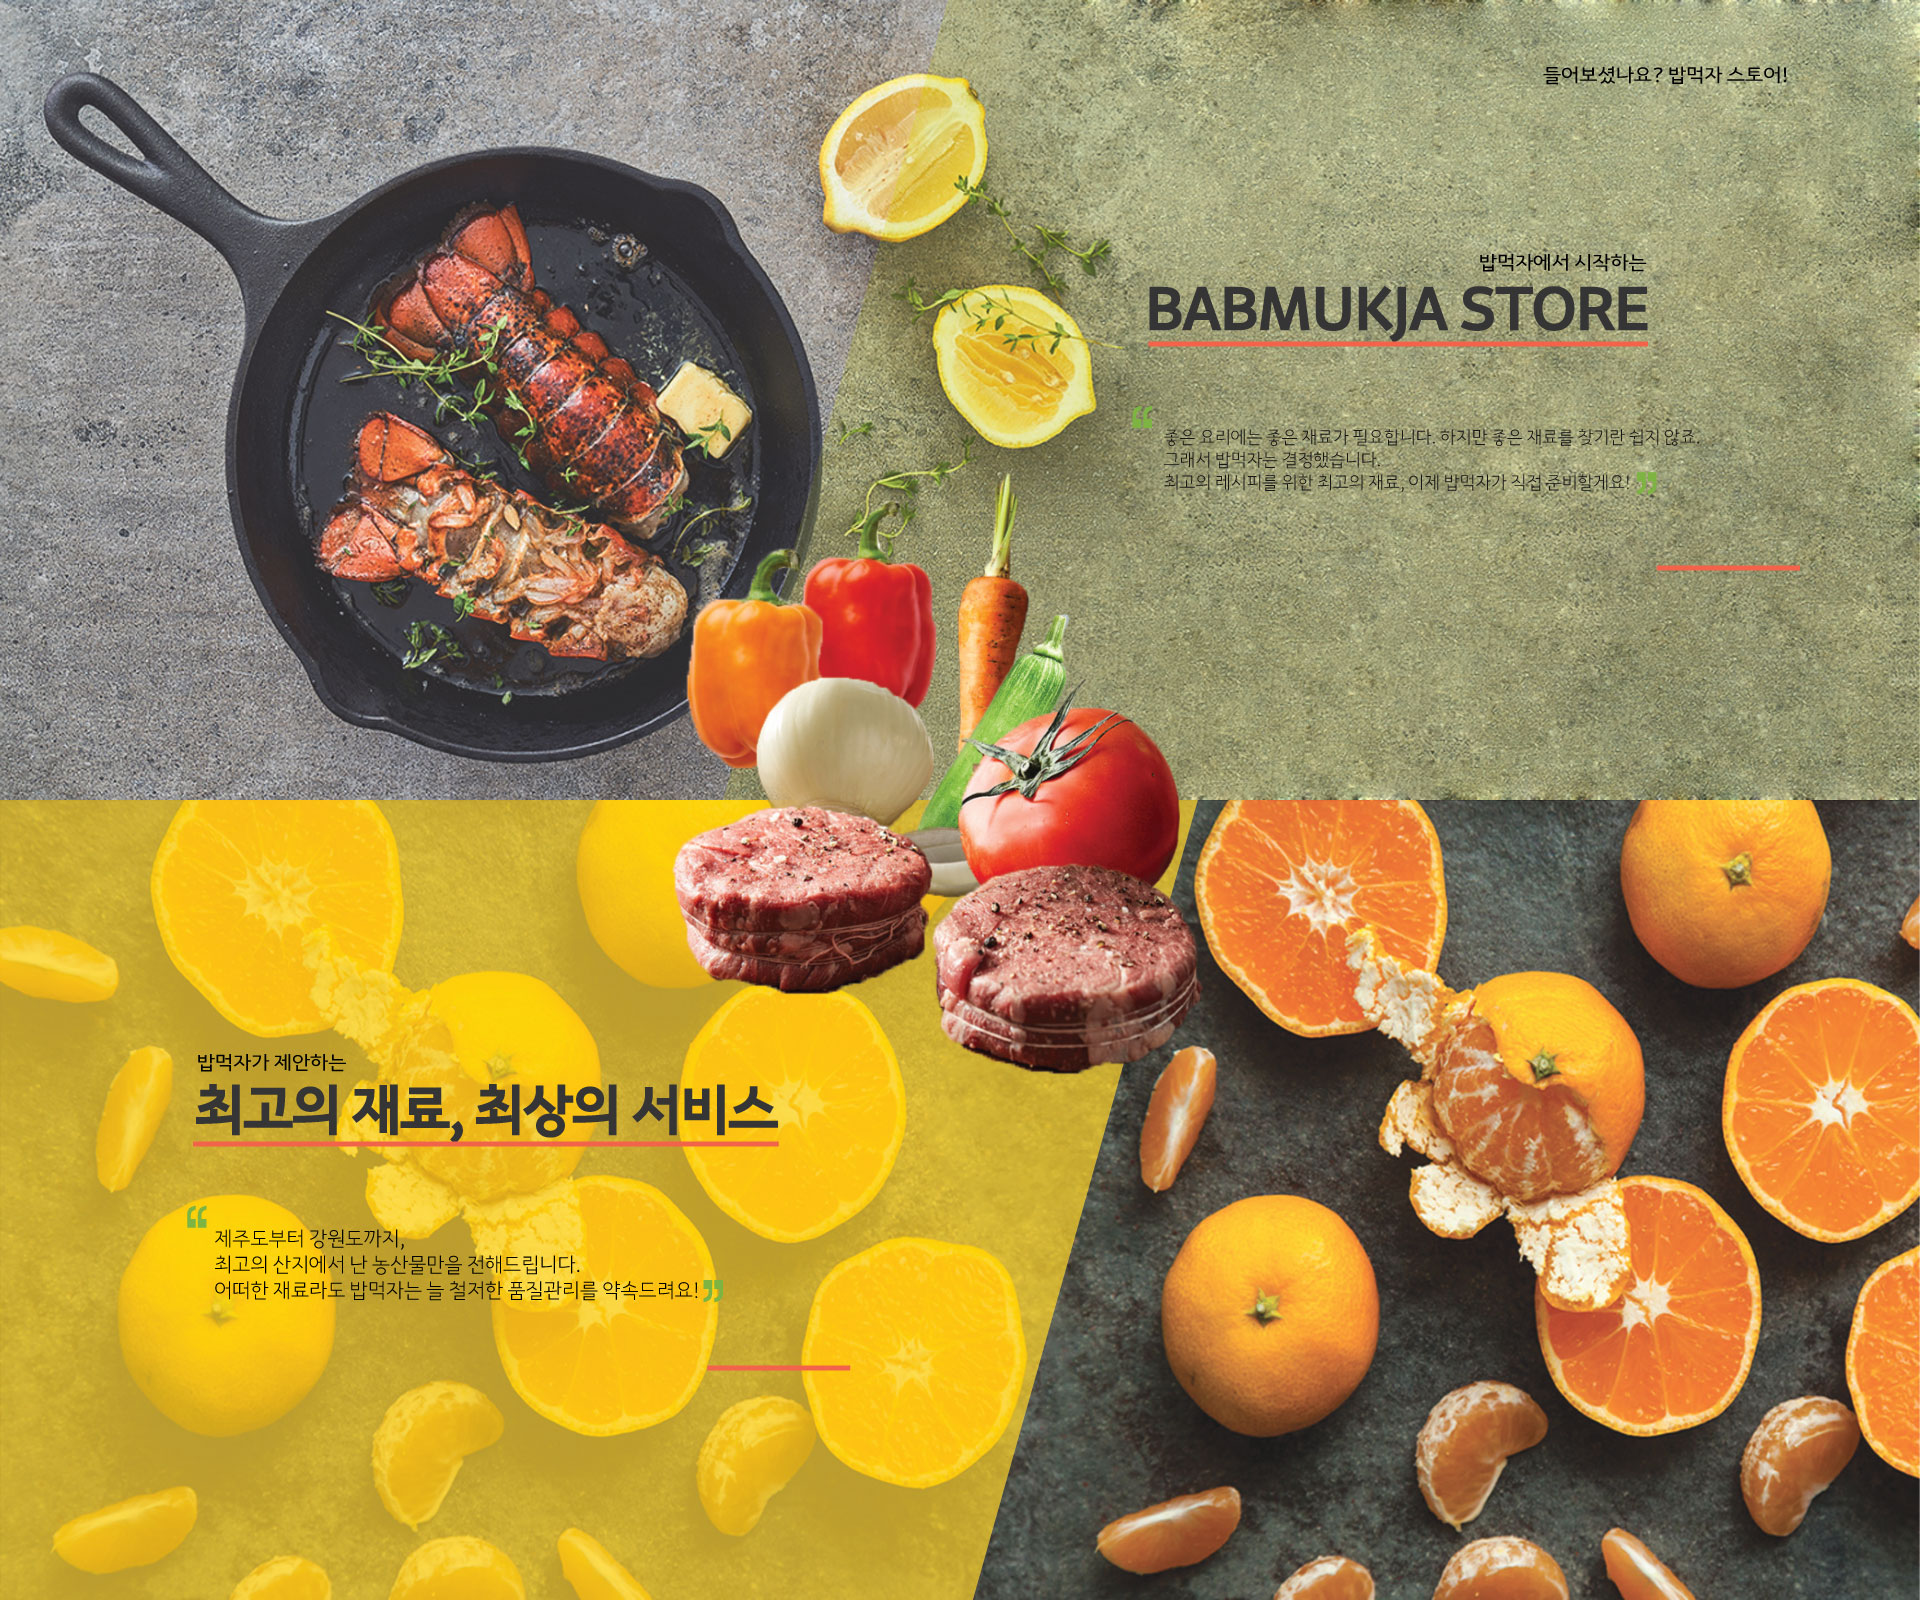 들어보셨나요? 밥먹자 스토어!
밥먹자에서 시작하는
BABMUKJA STORE
“
좋은 요리에는 좋은 재료가 필요합니다. 하지만 좋은 재료를 찾기란 쉽지 않죠.
그래서 밥먹자는 결정했습니다.
최고의 레시피를 위한 최고의 재료, 이제 밥먹자가 직접 준비할게요! ”
밥먹자가 제안하는
최고의 재료, 최상의 서비스
“
제주도부터 강원도까지,
최고의 산지에서 난 농산물만을 전해드립니다.
어떠한 재료라도 밥먹자는 늘 철저한 품질관리를 약속드려요! ”